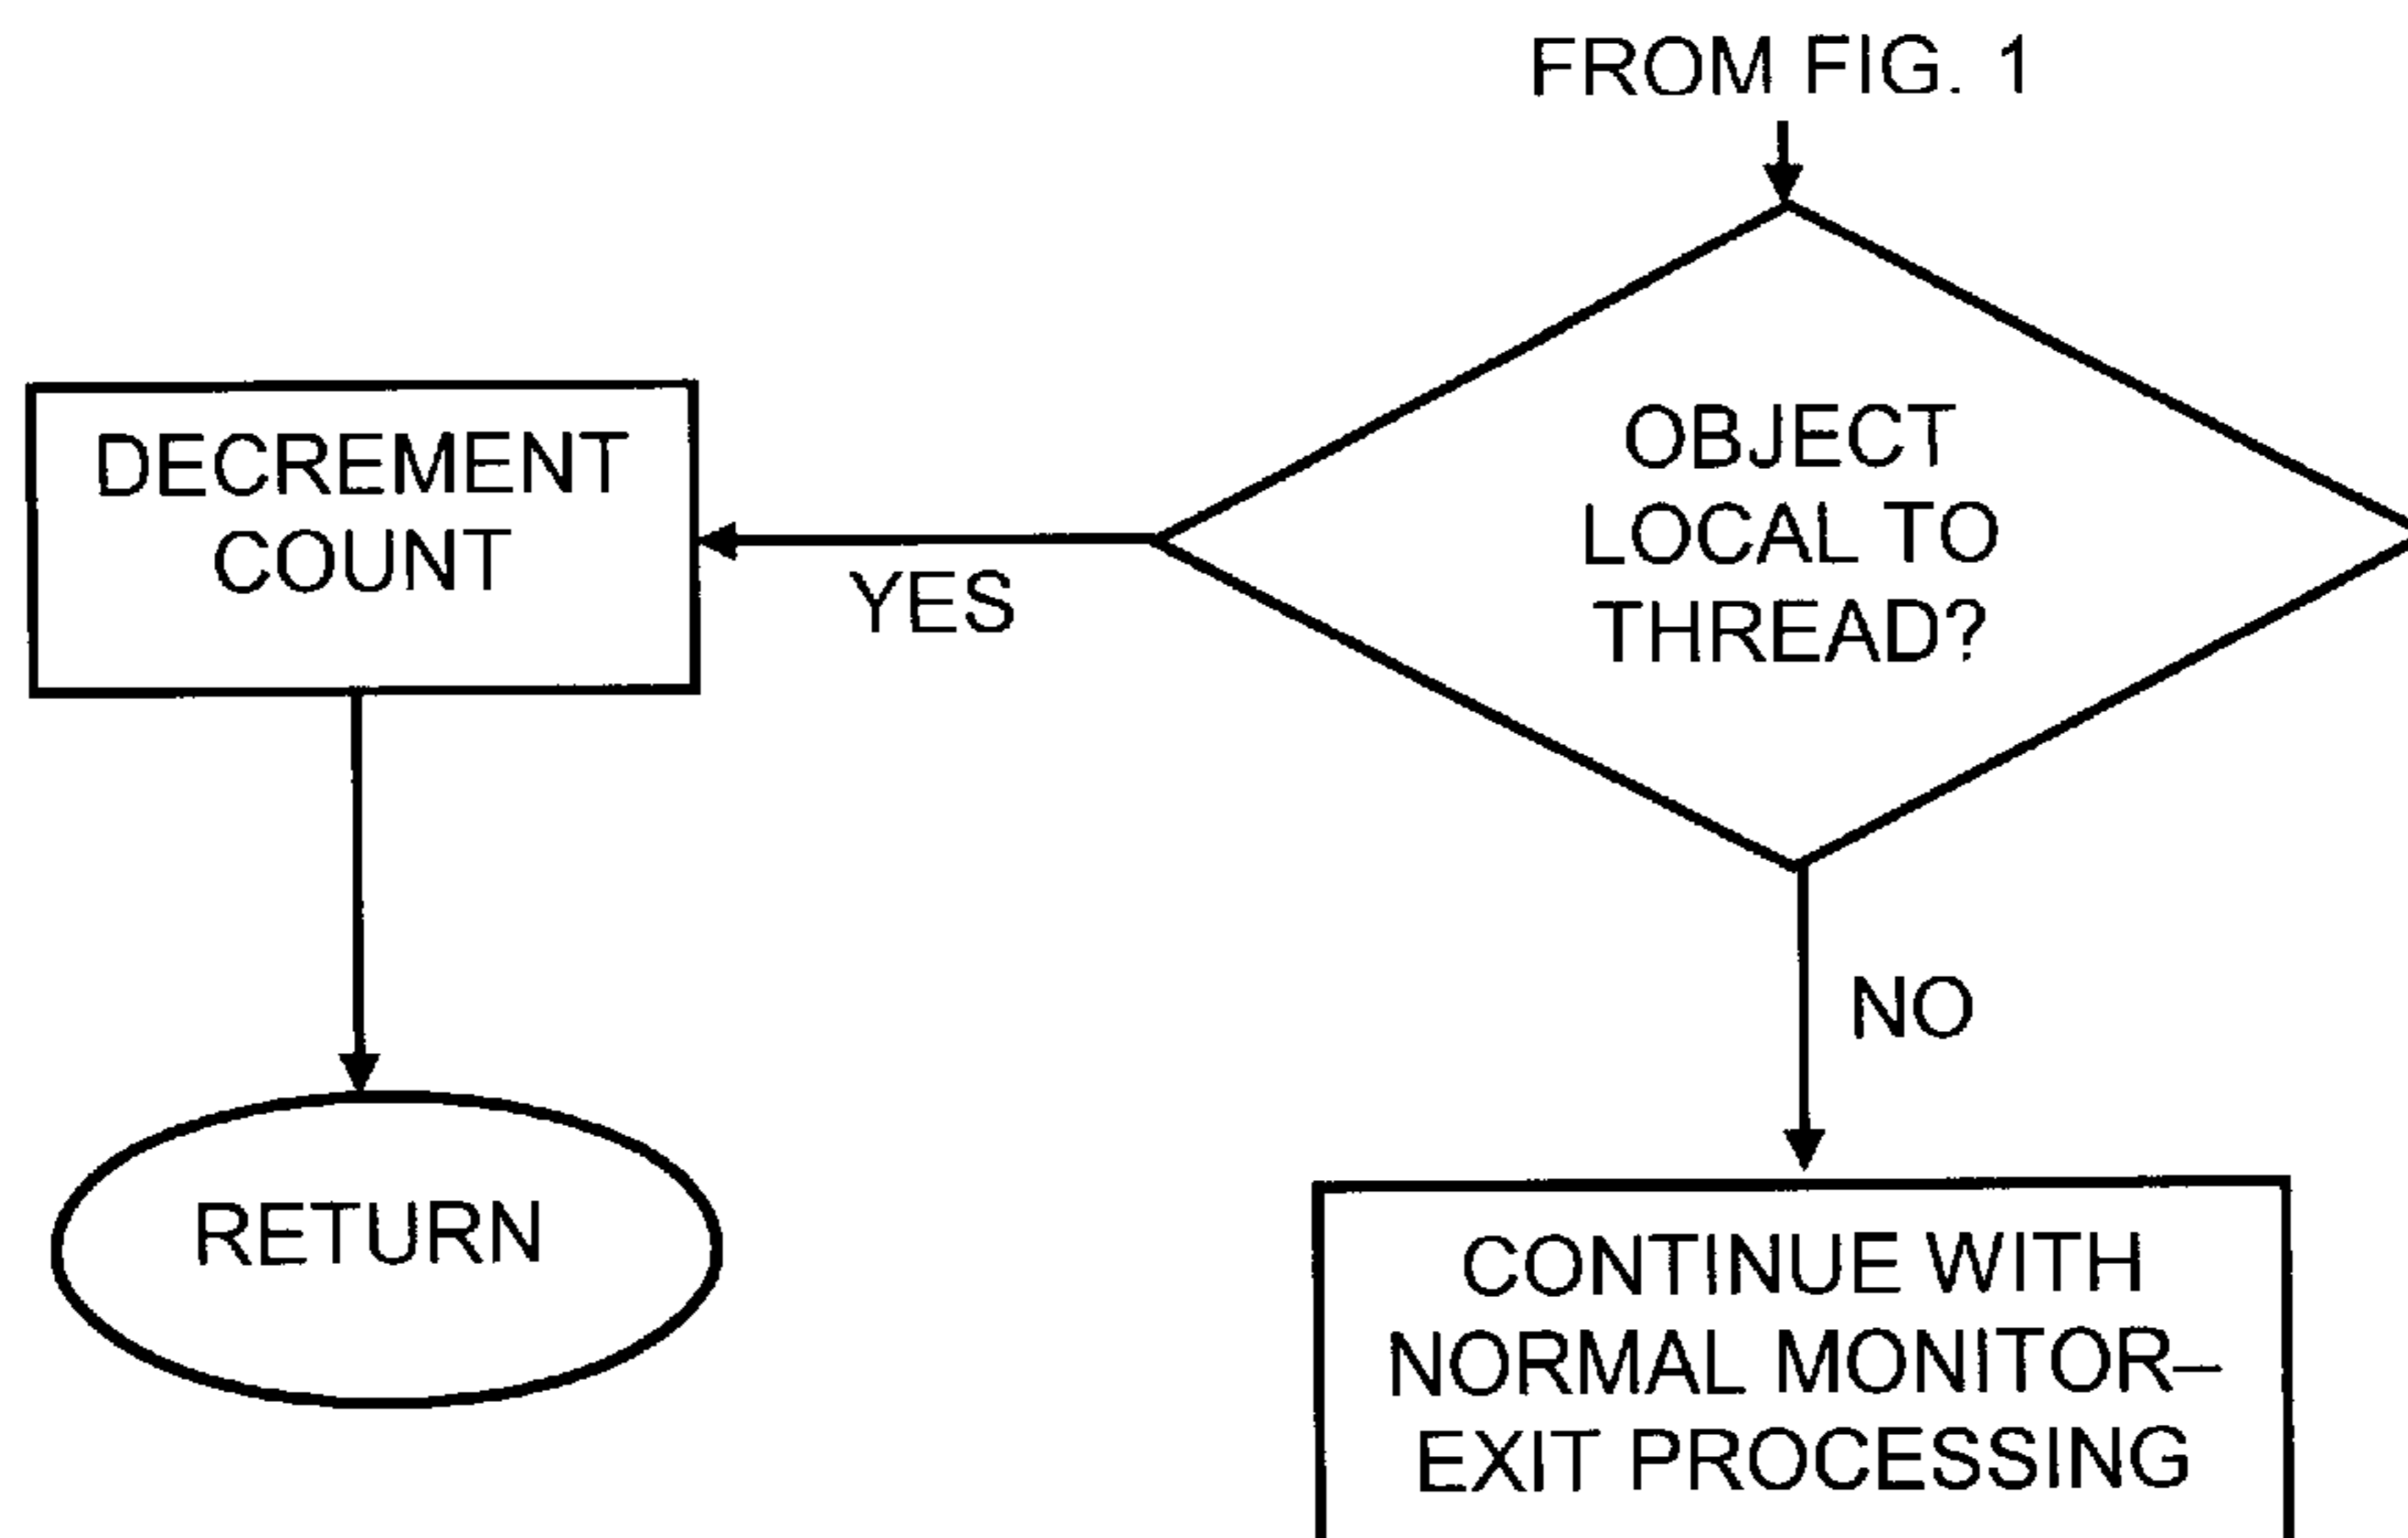 FROM FIG. 1
OBJECT
LOCAL TO
THREAD?
YES
DECREMENT
COUNT
RETURN
NO
CONTINUE WITH
NORMAL MONITOR–
EXIT PROCESSING